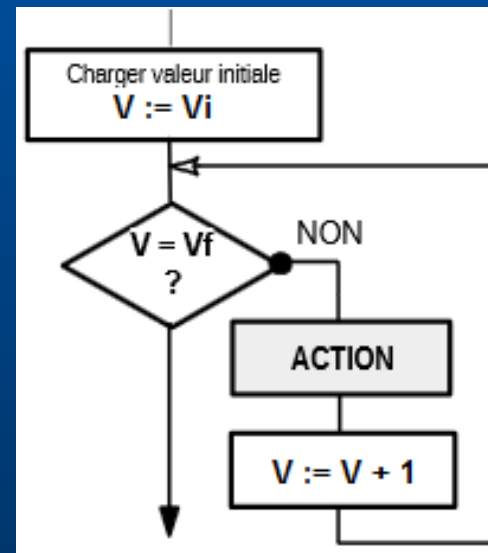 Charger valeur initiale
V := Vi
V = Vf
?
NON
ACTION
V := V + 1